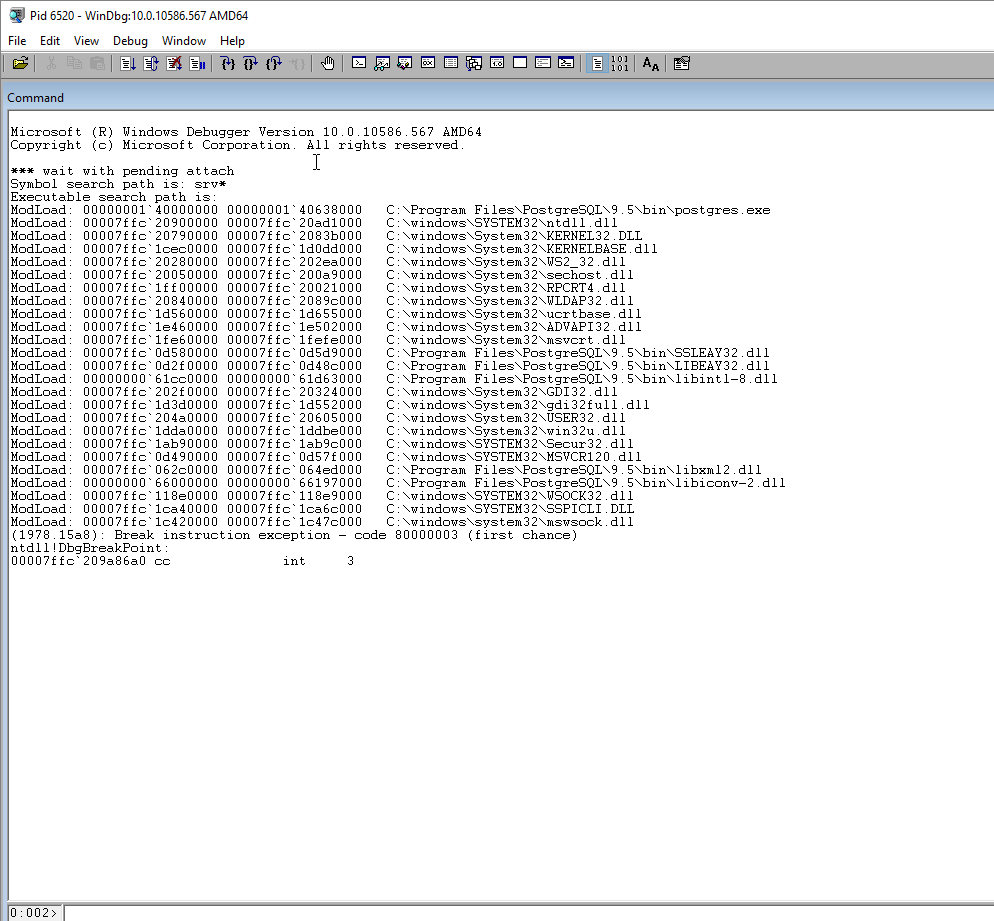 Pid 6520 - WinDbg:10.0.10586.567 AMD64
File Edit View Debug Window Help
Command
Microsoft (R) Windows Debugger Version 10.0.10586.567 AMD64
Copyright (c) Microsoft Corporation. All rights reserved.
*** wait with pending attach
Symbol search path is: srv*
Executable search path is:
ModLoad: 00000001`40000000 00000001`40638000   C:\Program Files\PostgreSQL\9.5\bin\postgres.exe
ModLoad: 00007ffc`20900000 00007ffc`20ad1000   C:\windows\SYSTEM32\ntdll.dll
ModLoad: 00007ffc`20790000 00007ffc`2083b000   C:\windows\System32\KERNEL32.DLL
ModLoad: 00007ffc`1cec0000 00007ffc`1d0dd000   C:\windows\System32\KERNELBASE.dll
ModLoad: 00007ffc`20280000 00007ffc`202ea000   C:\windows\System32\WS2_32.dll
ModLoad: 00007ffc`20050000 00007ffc`200a9000   C:\windows\System32\sechost.dll
ModLoad: 00007ffc`1ff00000 00007ffc`20021000   C:\windows\System32\RPCRT4.dll
ModLoad: 00007ffc`20840000 00007ffc`2089c000   C:\windows\System32\WLDAP32.dll
ModLoad: 00007ffc`1d560000 00007ffc`1d655000   C:\windows\System32\ucrtbase.dll
ModLoad: 00007ffc`1e460000 00007ffc`1e502000   C:\windows\System32\ADVAPI32.dll
ModLoad: 00007ffc`1fe60000 00007ffc`1fefe000   C:\windows\System32\msvcrt.dll
ModLoad: 00007ffc`0d580000 00007ffc`0d5d9000   C:\Program Files\PostgreSQL\9.5\bin\SSLEAY32.dll
ModLoad: 00007ffc`0d2f0000 00007ffc`0d48c000   C:\Program Files\PostgreSQL\9.5\bin\LIBEAY32.dll
ModLoad: 00000000`61cc0000 00000000`61d63000   C:\Program Files\PostgreSQL\9.5\bin\libintl-8.dll
ModLoad: 00007ffc`202f0000 00007ffc`20324000   C:\windows\System32\GDI32.dll
ModLoad: 00007ffc`1d3d0000 00007ffc`1d552000   C:\windows\System32\gdi32full.dll
ModLoad: 00007ffc`204a0000 00007ffc`20605000   C:\windows\System32\USER32.dll
ModLoad: 00007ffc`1dda0000 00007ffc`1ddbe000   C:\windows\System32\win32u.dll
ModLoad: 00007ffc`1ab90000 00007ffc`1ab9c000   C:\windows\SYSTEM32\Secur32.dll
ModLoad: 00007ffc`0d490000 00007ffc`0d57f000   C:\windows\SYSTEM32\MSVCR120.dll
ModLoad: 00007ffc`062c0000 00007ffc`064ed000   C:\Program Files\PostgreSQL\9.5\bin\libxml2.dll
ModLoad: 00000000`66000000 00000000`66197000   C:\Program Files\PostgreSQL\9.5\bin\libiconv-2.dll
ModLoad: 00007ffc`118e0000 00007ffc`118e9000   C:\windows\SYSTEM32\WSOCK32.dll
ModLoad: 00007ffc`1ca40000 00007ffc`1ca6c000   C:\windows\SYSTEM32\SSPICLI.DLL
ModLoad: 00007ffc`1c420000 00007ffc`1c47c000   C:\windows\system32\mswsock.dll
(1978.15a8): Break instruction exception - code 80000003 (first chance)
ntdll!DbgBreakPoint:
00007ffc`209a86a0 cc              int     3
0:002>